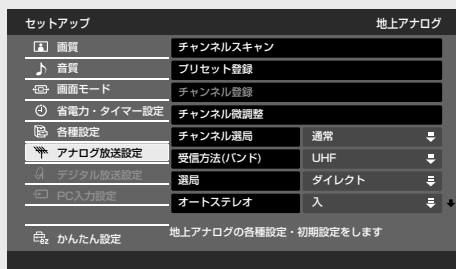 セットアップ 地上アナログ
画質
音質
画面モード
省電力・タイマー設定
各種設定
アナログ放送設定
デジタル放送設定
PC入力設定
かんたん設定
チャンネルスキャン
プリセット登録
チャンネル登録
チャンネル微調整
チャンネル選局 通常
受信方法(バンド) UHF
選局 ダイレクト
オートステレオ 入
地上アナログの各種設定・初期設定をします